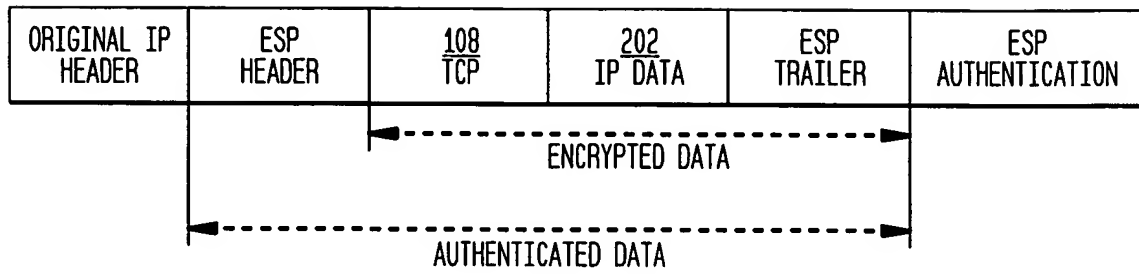 ORIGINAL IP
HEADER
ESP
HEADER
108
TCP
202
IP DATA
ESP
TRAILER
ESP
AUTHENTICATION
ENCRYPTED DATA
AUTHENTICATED DATA